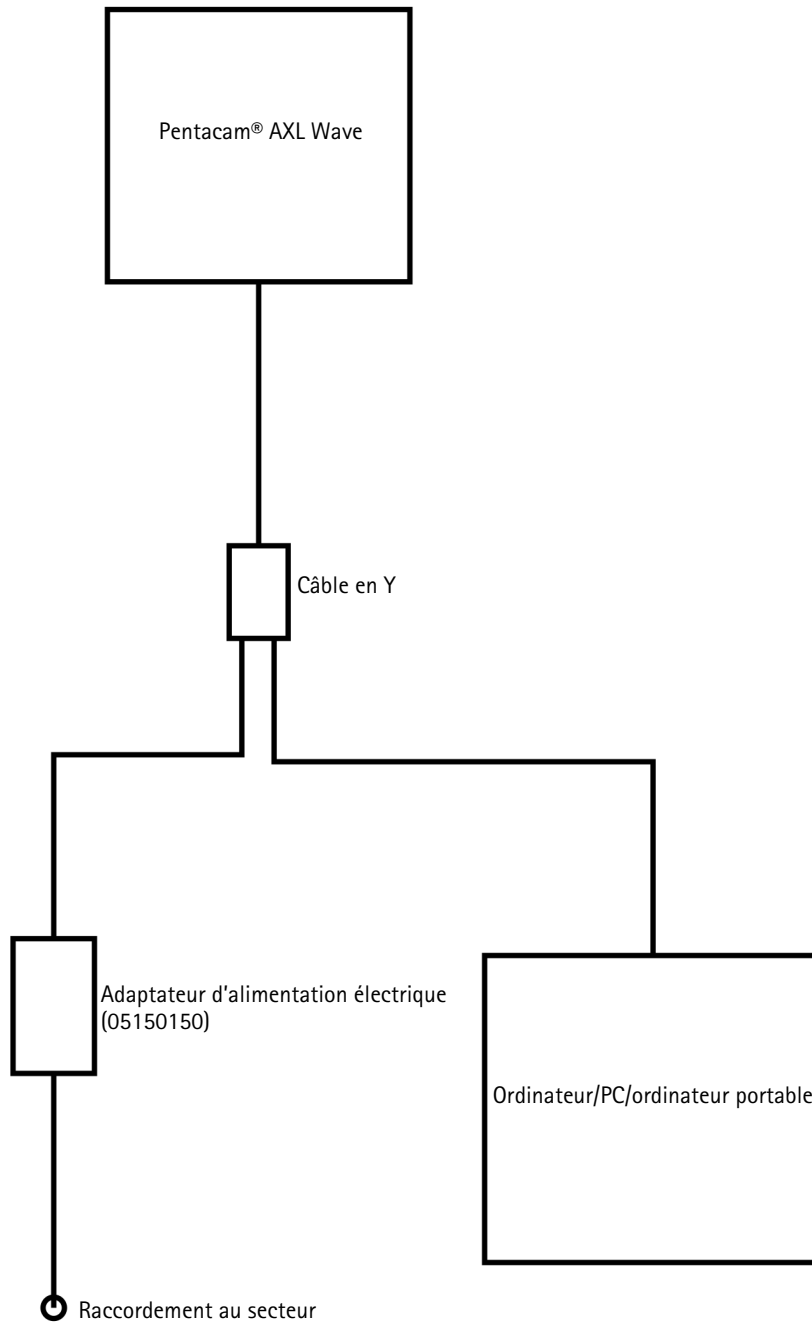 Pentacam® AXL Wave
Câble en Y
Adaptateur d'alimentation électrique
(05150150)
Ordinateur/PC/ordinateur portable
Raccordement au secteur